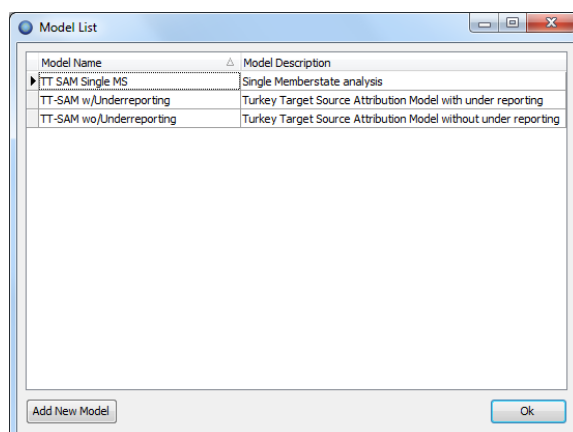 Model List
Model Name Model Description
TT SAM Single MS Single Memberstate analysis
TT-SAM w/Underreporting Turkey Target Source Attribution Model with under reporting
TT-SAM wo/Underreporting Turkey Target Source Attribution Model without under reporting
Add New Model Ok